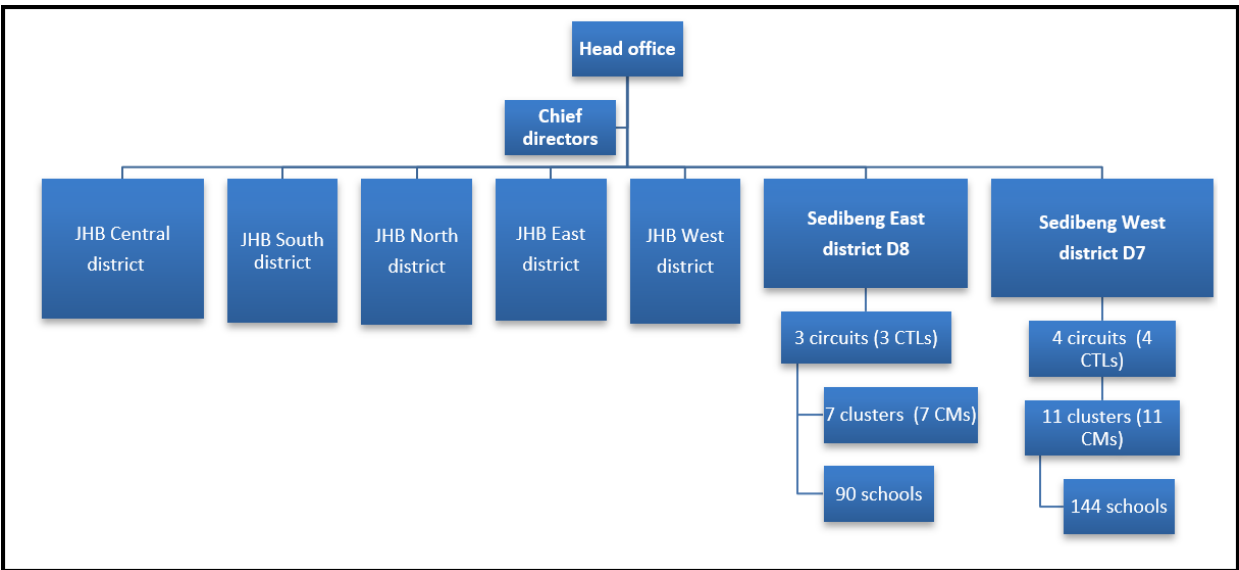 Head office
Chief
directors
JHB Central
district
JHB South
district
JHB North
district
JHB East
district
JHB West
district
Sedibeng East
district D8
Sedibeng West
district D7
3 circuits (3 CTLs)
4 circuits (4
CTLs)
7 clusters (7 CMs)
11 clusters (11
CMs)
90 schools
144 schools